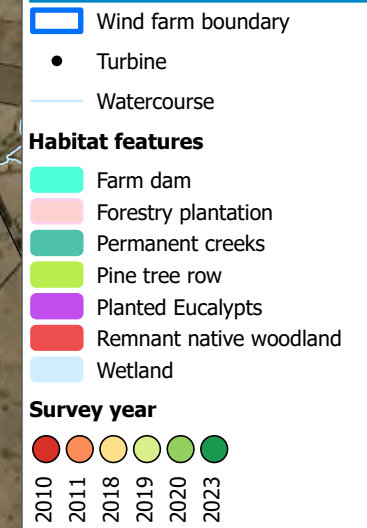 Wind farm boundary
Turbine
Watercourse
Habitat features
Farm dam
Forestry plantation
Permanent creeks
Pine tree row
Planted Eucalypts
Remnant native woodland
Wetland
Survey year
2010
2011
2018
2019
2020
2023